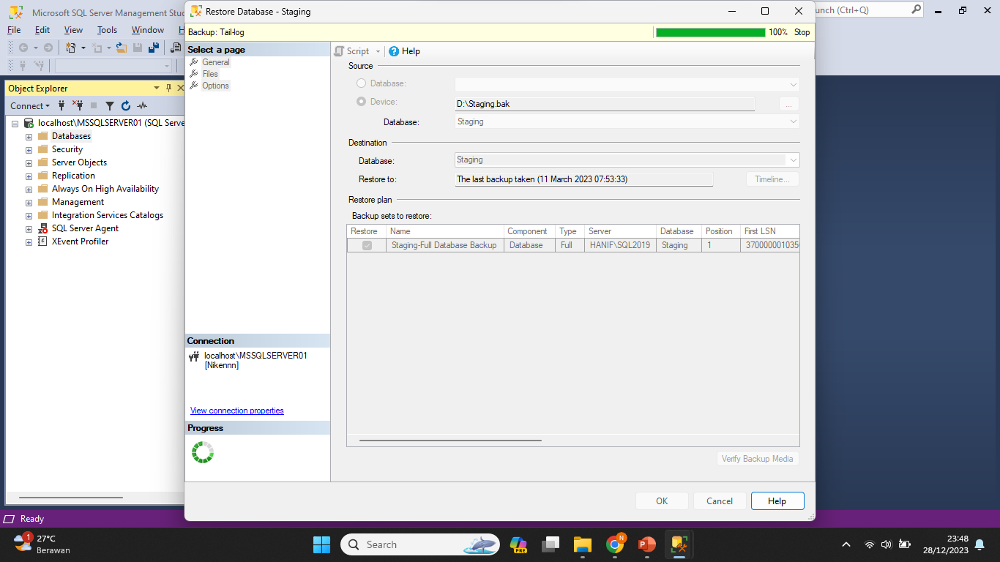 Microsoft SQL Server Management Stu
Restore Database - Staging
unch (Ctrl+Q)
File Edit View Tools Window H
Backup: Tail-log 100% Stop
Select a page
General
Files
Options
Script Help
Source
Database:
Device: D:\Staging.bak ...
Database: Staging
Destination
Database: Staging
Restore to: The last backup taken (11 March 2023 07:53:33) Timeline...
Restore plan
Backup sets to restore:
Restore Name Component Type Server Database Position First LSN
Staging-Full Database Backup Database Full HANIF\SQL2019 Staging 1 3700000010350
Object Explorer
Connect
localhost\MSSQLSERVER01 (SQL Serve
Databases
Security
Server Objects
Replication
Always On High Availability
Management
Integration Services Catalogs
SQL Server Agent
XEvent Profiler
Connection
localhost\MSSQLSERVER01
[Nikennn]
View connection properties
Progress
Verify Backup Media
OK Cancel Help
Ready
1
27°C
Berawan
Search
PRE
N
23:48
28/12/2023